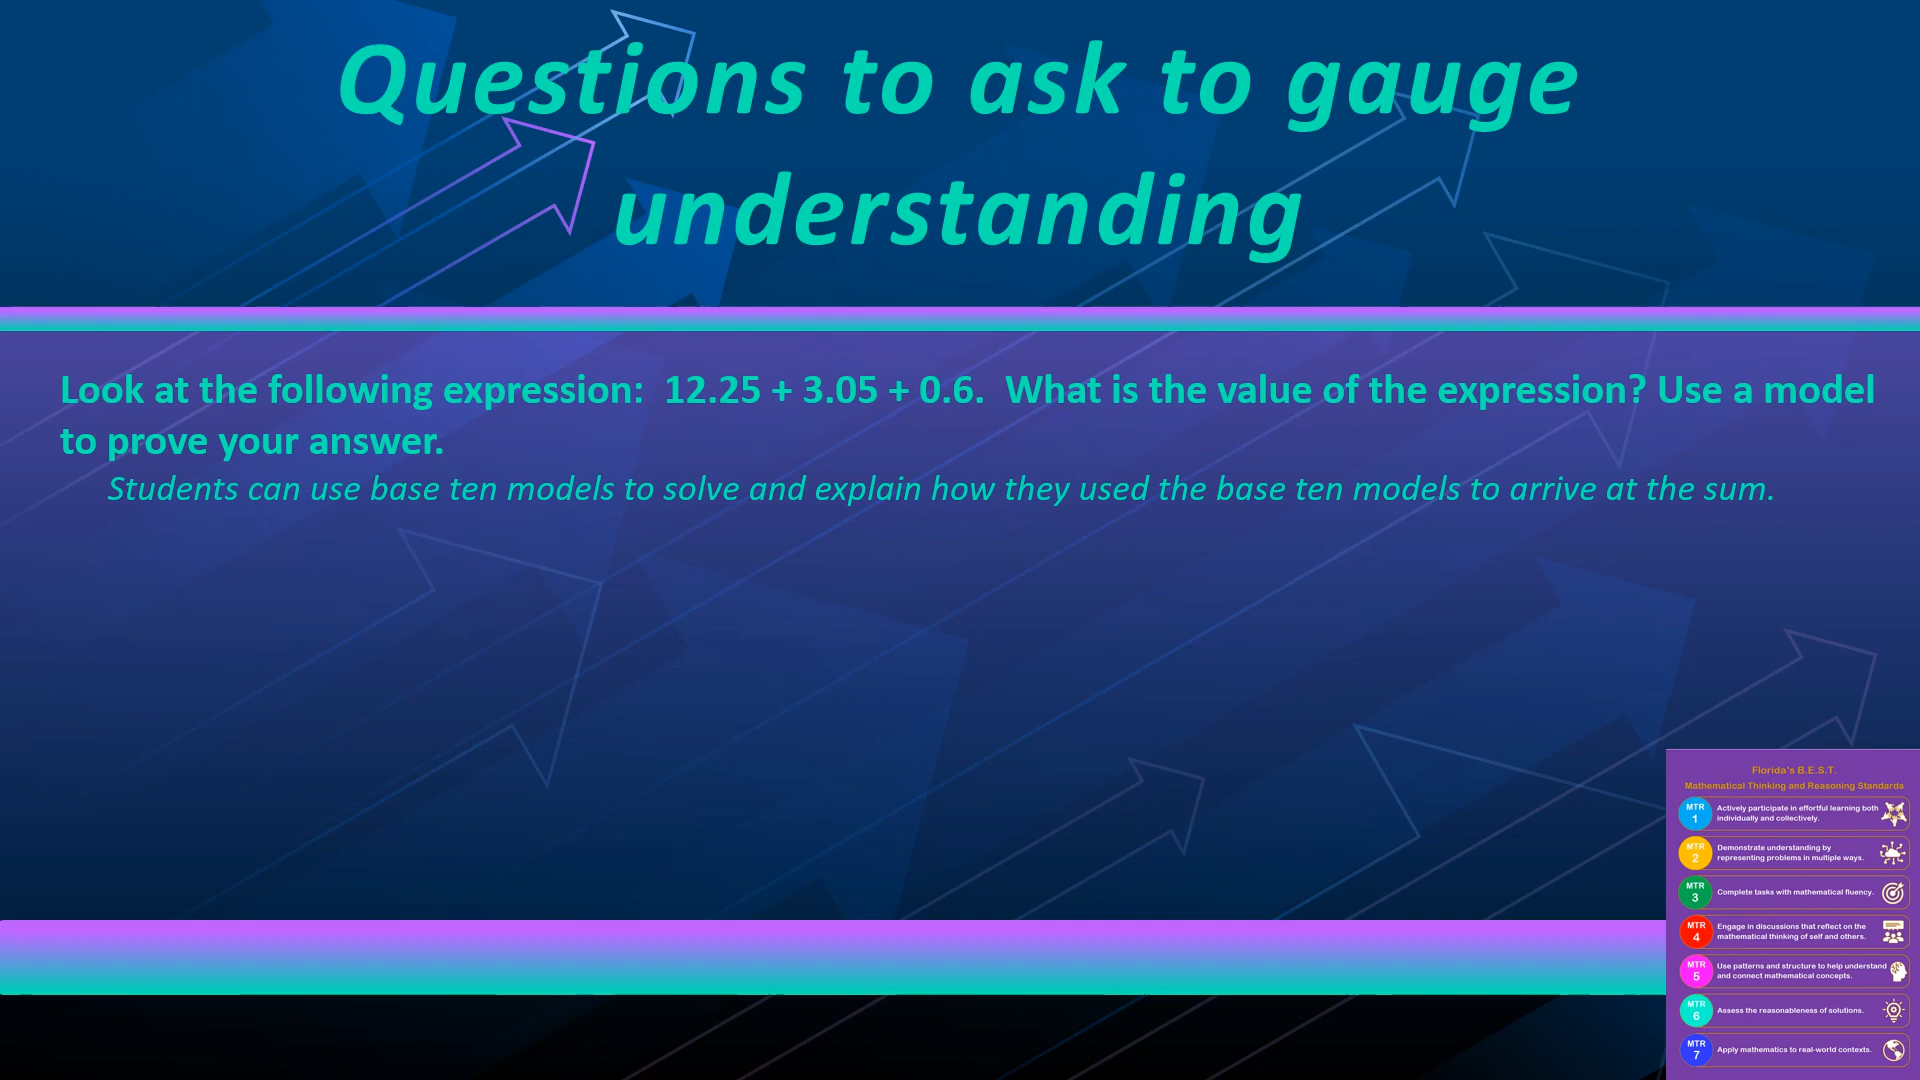 Questions to ask to gauge
understanding
Look at the following expression:  12.25 + 3.05 + 0.6.  What is the value of the expression? Use a model
to prove your answer.
Students can use base ten models to solve and explain how they used the base ten models to arrive at the sum.
Florida's B.E.S.T.
Mathematical Thinking and Reasoning Standards
MTR
1
Actively participate in effortful learning both
individually and collectively.
MTR
2
Demonstrate understanding by
representing problems in multiple ways.
MTR
3
Complete tasks with mathematical fluency.
MTR
4
Engage in discussions that reflect on the
mathematical thinking of self and others.
MTR
5
Use patterns and structure to help understand
and connect mathematical concepts.
MTR
6
Assess the reasonableness of solutions.
MTR
7
Apply mathematics to real-world contexts.